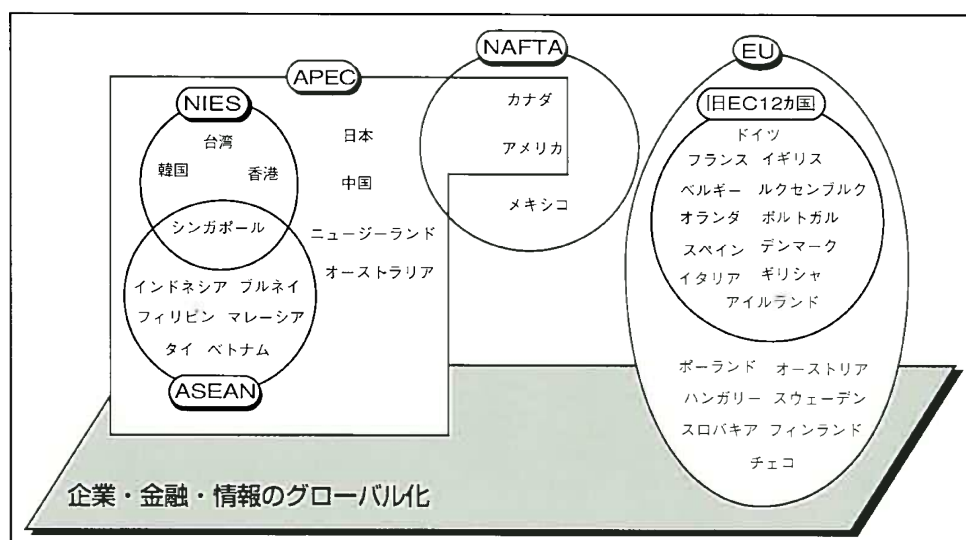 NAFTA
EU
APEC
NIES
旧EC12カ国
カナダ
アメリカ
メキシコ
台湾
韓国 香港
シンガポール
日本
中国
ニュージーランド
オーストラリア
インドネシア ブルネイ
フィリピン マレーシア
タイ ベトナム
ASEAN
ドイツ
フランス イギリス
ベルギー ルクセンブルク
オランダ ポルトガル
スペイン デンマーク
イタリア ギリシャ
アイルランド
ポーランド オーストリア
ハンガリー スウェーデン
スロバキア フィンランド
チェコ
企業・金融・情報のグローバル化